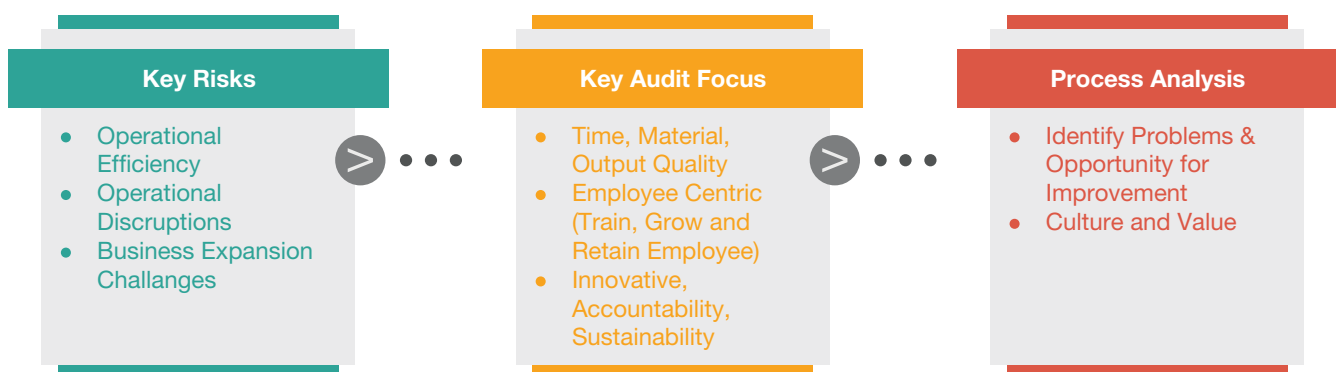 Key Risks
● Operational
Efficiency
● Operational
Discruptions
● Business Expansion
Challanges
>
Key Audit Focus
● Time, Material,
Output Quality
● Employee Centric
(Train, Grow and
Retain Employee)
● Innovative,
Accountability,
Sustainability
>
Process Analysis
● Identify Problems &
Opportunity for
Improvement
● Culture and Value